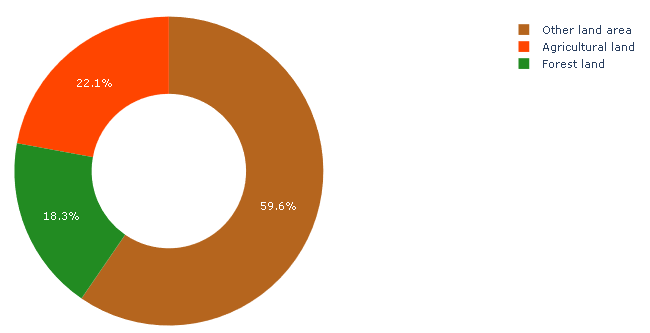 Other land area
Agricultural land
Forest land
22.1%
18.3%
59.6%